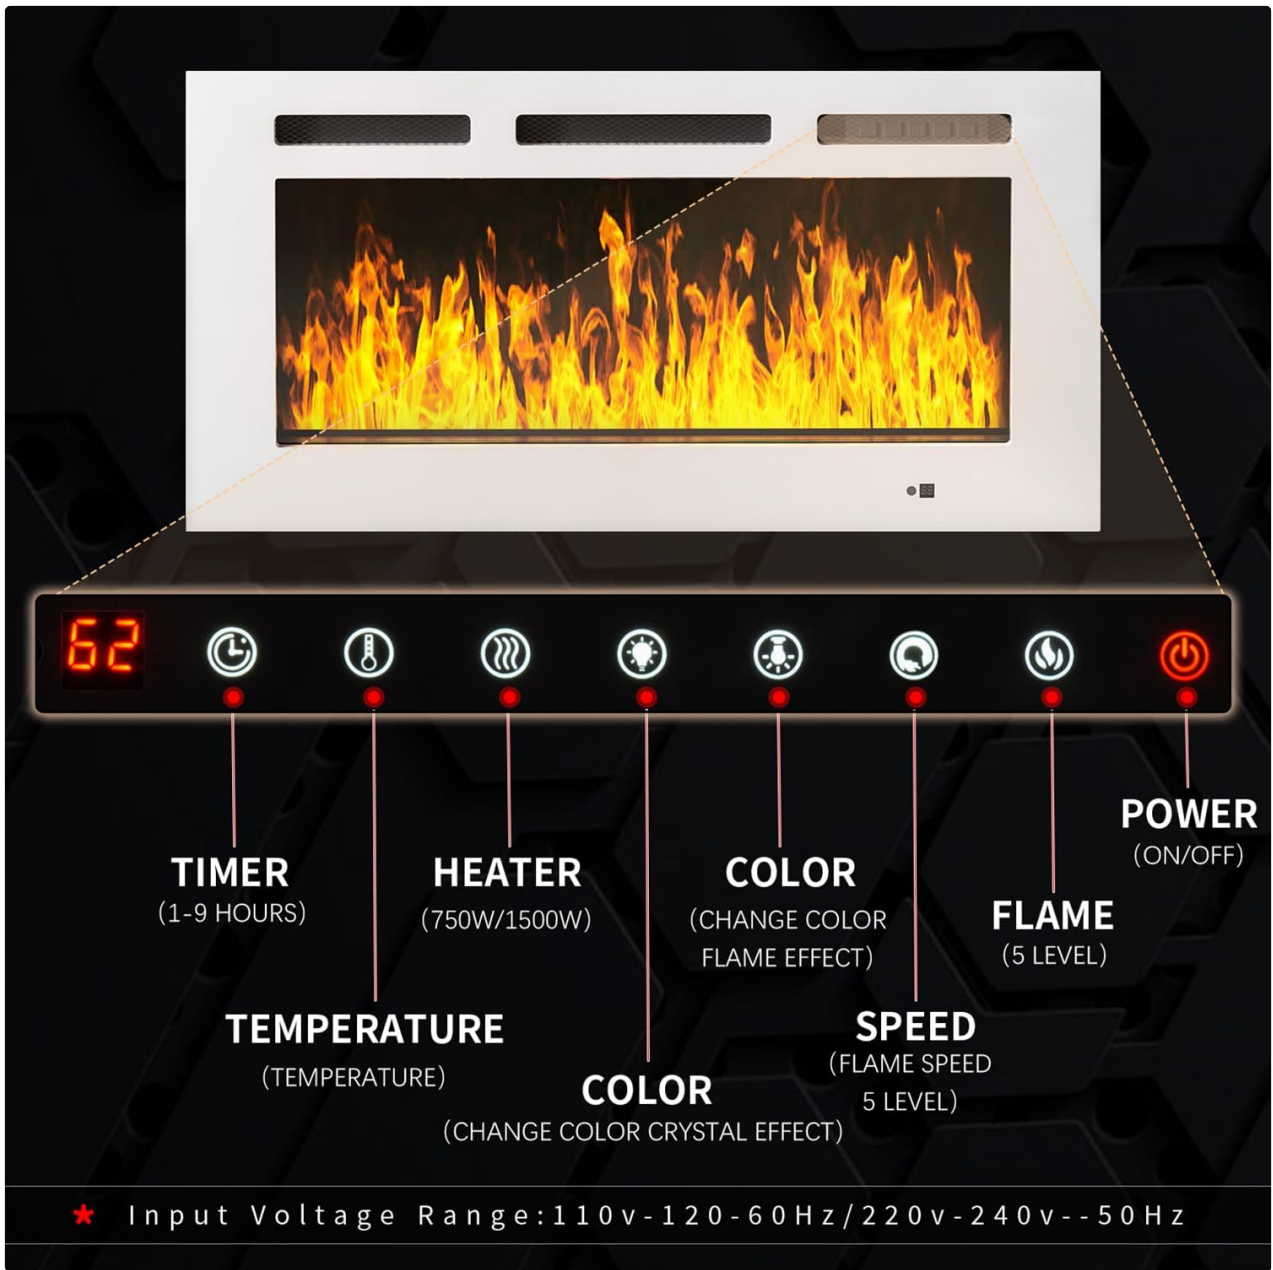 62
TIMER
(1-9 HOURS)
TEMPERATURE
(TEMPERATURE)
HEATER
(750W/1500W)
COLOR
(CHANGE COLOR CRYSTAL EFFECT)
COLOR
(CHANGE COLOR
FLAME EFFECT)
SPEED
(FLAME SPEED
5 LEVEL)
FLAME
(5 LEVEL)
POWER
(ON/OFF)
* Input Voltage Range:110v-120-60Hz/220v-240v--50Hz